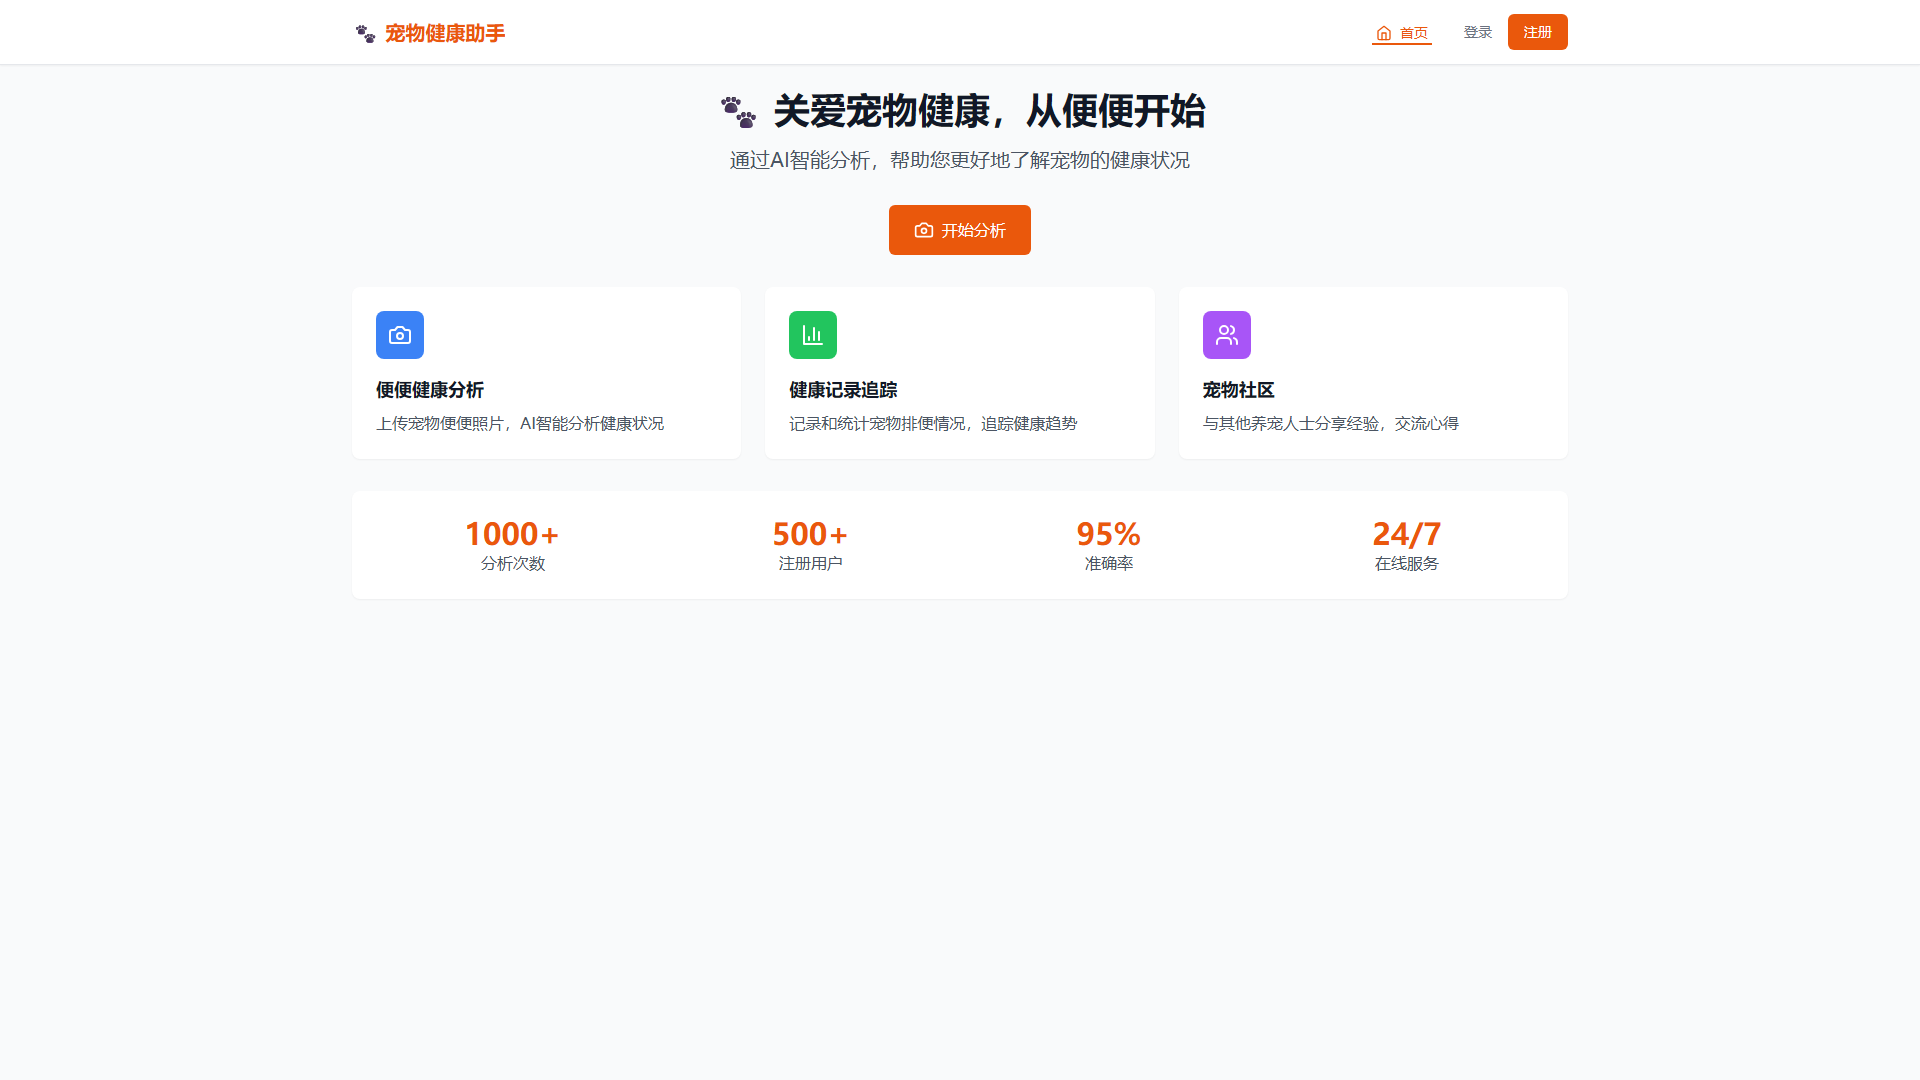 宠物健康助手
首页
登录
注册
关爱宠物健康，从便便开始
通过AI智能分析，帮助您更好地了解宠物的健康状况
开始分析
便便健康分析
上传宠物便便照片，AI智能分析健康状况
健康记录追踪
记录和统计宠物排便情况，追踪健康趋势
宠物社区
与其他养宠人士分享经验，交流心得
1000+
分析次数
500+
注册用户
95%
准确率
24/7
在线服务